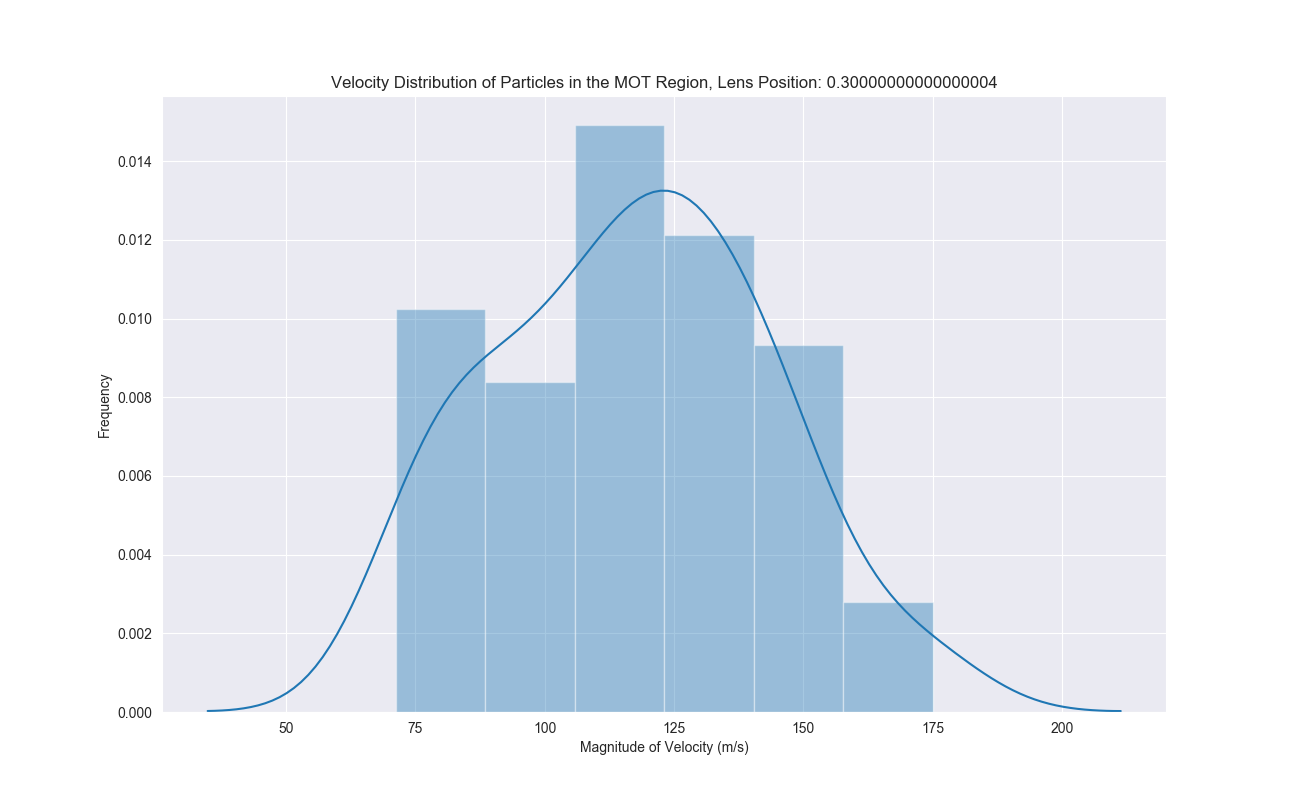 Velocity Distribution of Particles in the MOT Region, Lens Position: 0.30000000000000004
0.014
0.012
0.010
0.008
0.006
0.004
0.002
0.000
Frequency
50 75 100 125 150 175 200
Magnitude of Velocity (m/s)